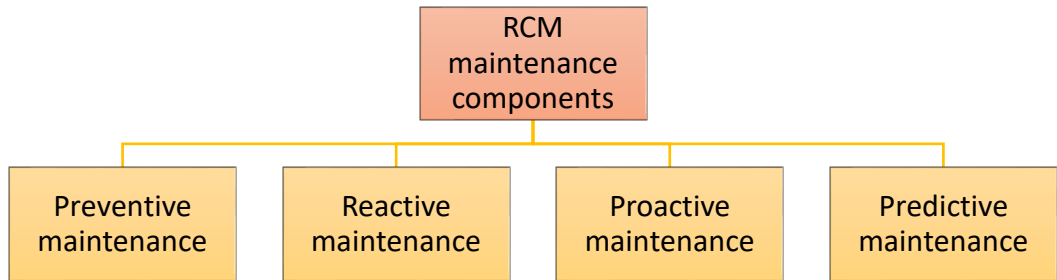 RCM
maintenance
components
Preventive
maintenance
Reactive
maintenance
Proactive
maintenance
Predictive
maintenance